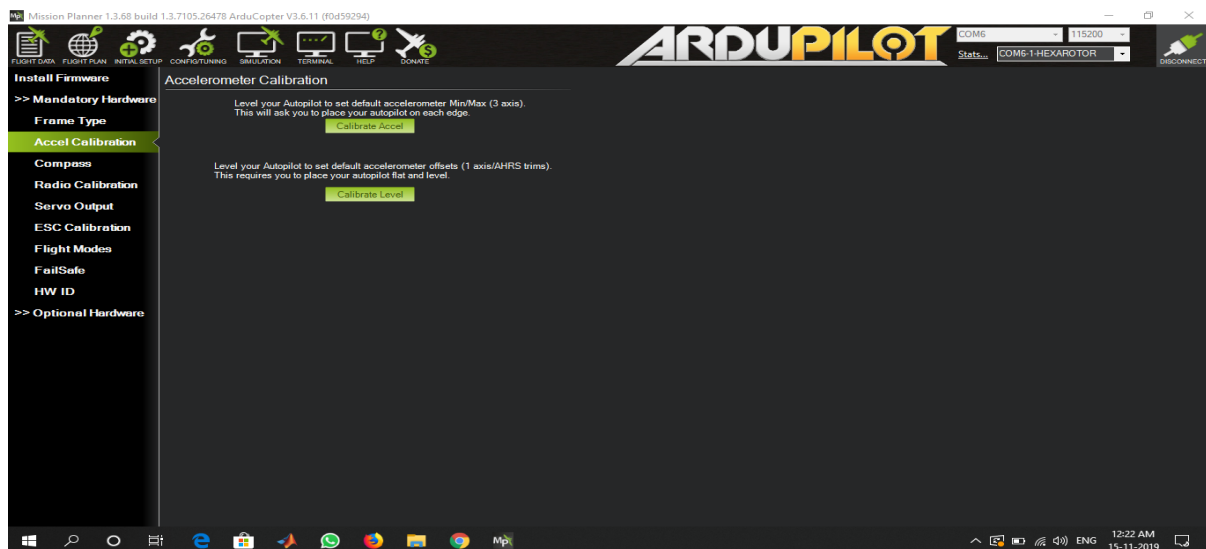 Mission Planner 1.3.68 build 1.3.7105.26478 ArduCopter V3.6.11 (f0d59294)
FLIGHT DATA FLIGHT PLAN INITIAL SETUP CONFIG/TUNING SIMULATION TERMINAL HELP DONATE
ARDUPILOT
COM6 115200
Stats... COM6-1-HEXAROTOR
DISCONNECT
Install Firmware
>> Mandatory Hardware
Frame Type
Accel Calibration
Compass
Radio Calibration
Servo Output
ESC Calibration
Flight Modes
FailSafe
HW ID
>> Optional Hardware
Accelerometer Calibration
Level your Autopilot to set default accelerometer Min/Max (3 axis).
This will ask you to place your autopilot on each edge.
Calibrate Accel
Level your Autopilot to set default accelerometer offsets (1 axis/AHRS trims).
This requires you to place your autopilot flat and level.
Calibrate Level
ENG
12:22 AM
15-11-2019